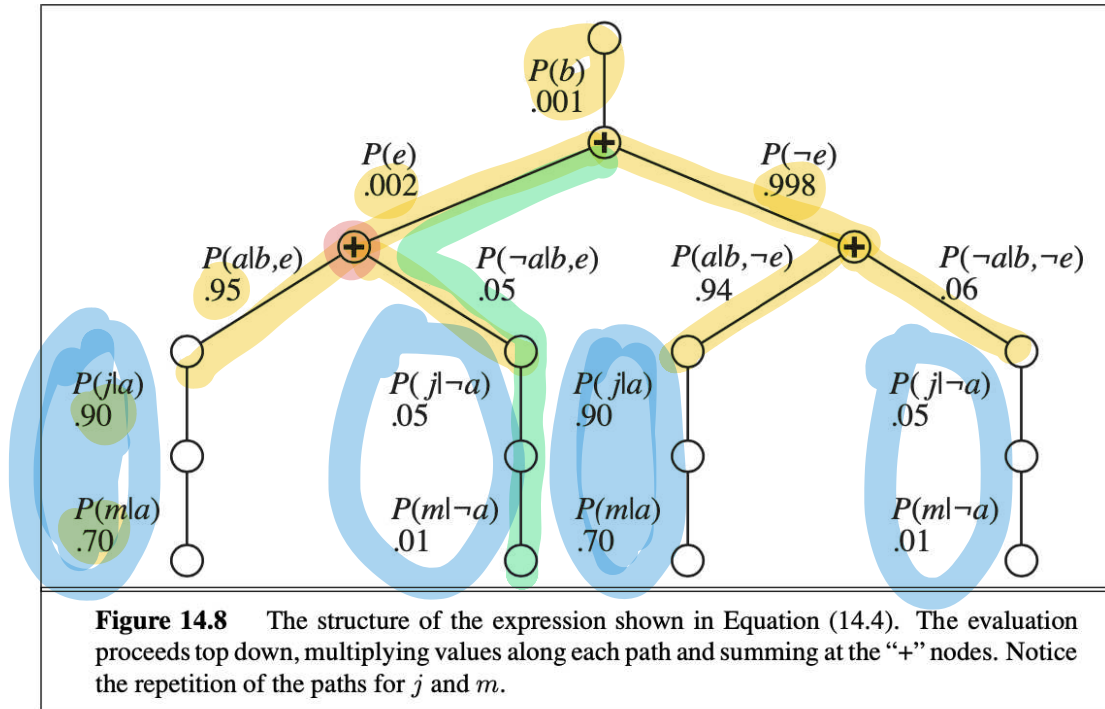 P(b)
.001
+
P(e)
.002
P(¬e)
.998
+
+
P(a|b,e)
.95
P(¬a|b,e)
.05
P(a|b,¬e)
.94
P(¬a|b,¬e)
.06
P(j|a)
.90
P(j|¬a)
.05
P(j|a)
.90
P(j|¬a)
.05
P(m|a)
.70
P(m|¬a)
.01
P(m|a)
.70
P(m|¬a)
.01
Figure 14.8 The structure of the expression shown in Equation (14.4). The evaluation
proceeds top down, multiplying values along each path and summing at the “+” nodes. Notice
the repetition of the paths for j and m.